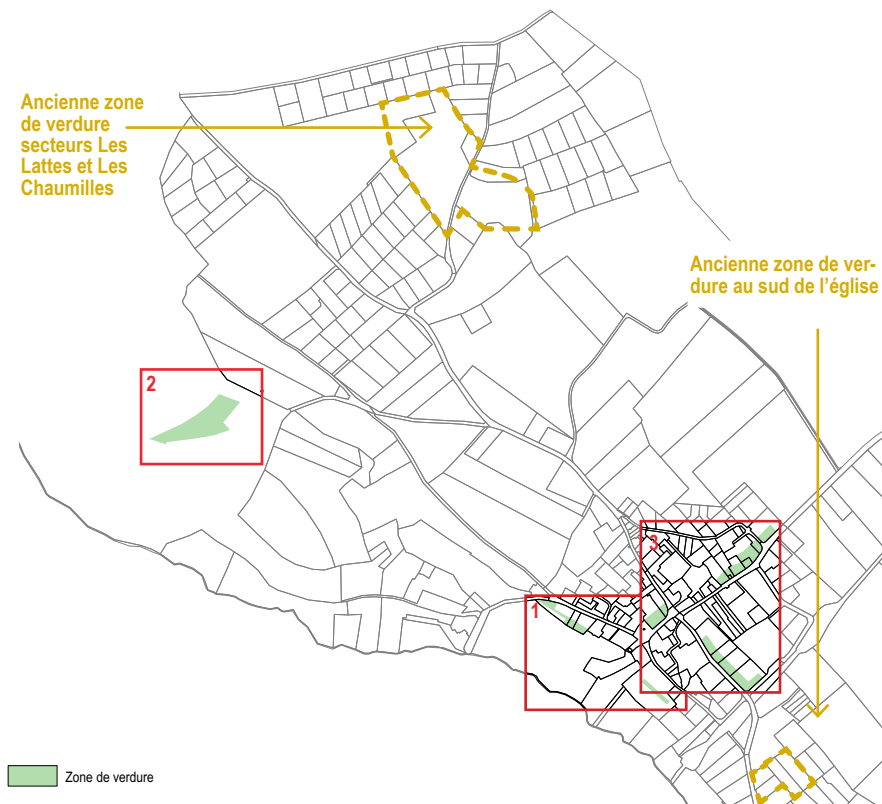 Ancienne zone
de verdure
secteurs Les
Lattes et Les
Chaumilles
Ancienne zone de ver-
dure au sud de l'église
2
3
1
Zone de verdure